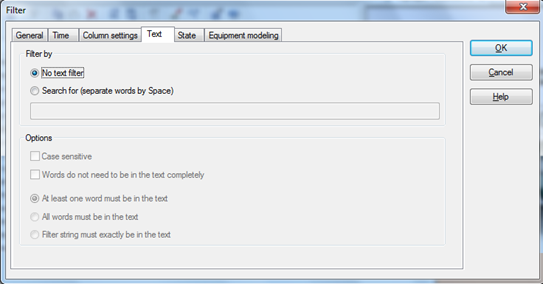 Filter
General Time Column settings Text State Equipment modeling
Filter by
No text filter
Search for (separate words by Space)
Options
Case sensitive
Words do not need to be in the text completely
At least one word must be in the text
All words must be in the text
Filter string must exactly be in the text
OK
Cancel
Help